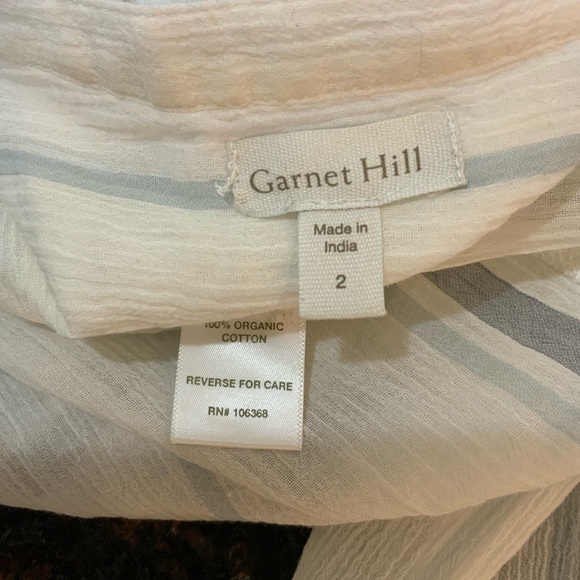 Garnet Hill
Made in
India
2
100% ORGANIC
COTTON
REVERSE FOR CARE
RN# 106368